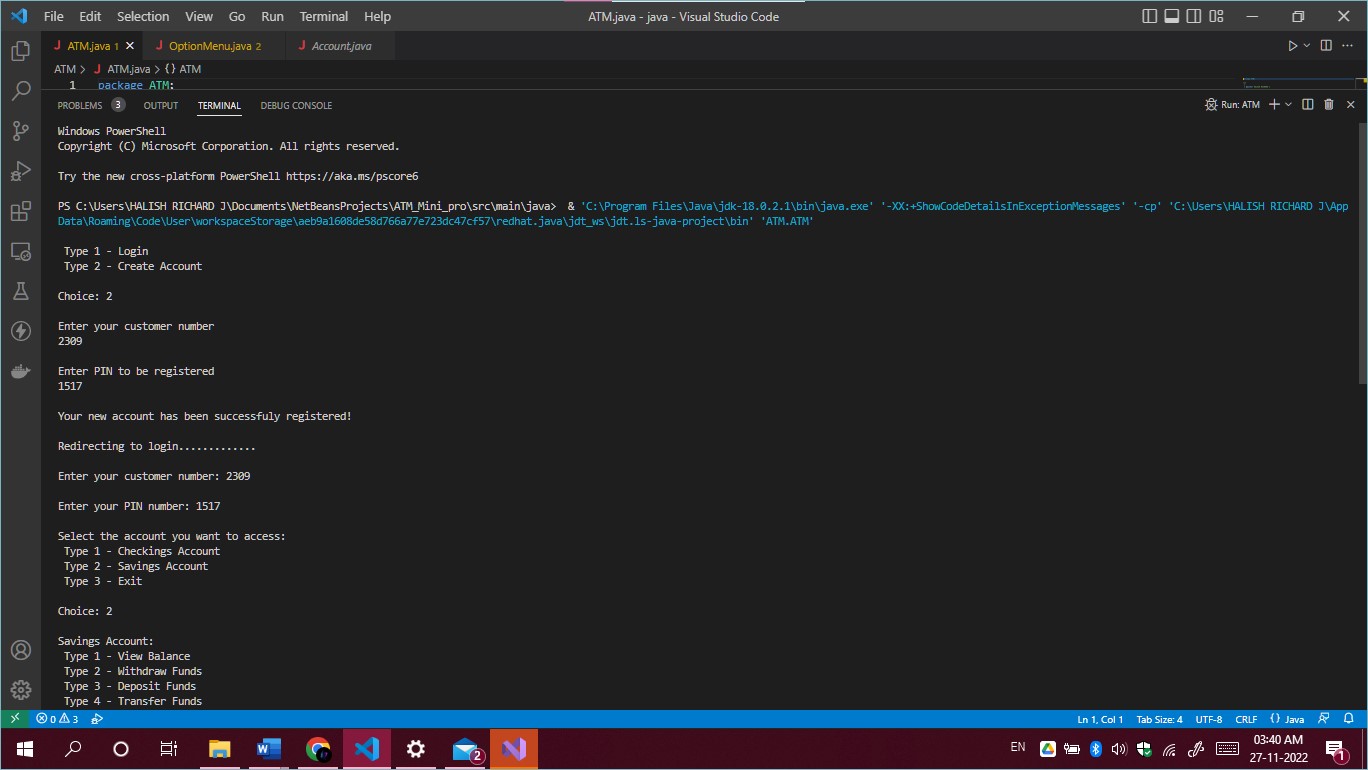 File Edit Selection View Go Run Terminal Help ATM.java - java - Visual Studio Code
ATM.java 1 OptionMenu.java 2 Account.java
ATM > ATM.java > {} ATM
1 package ATM;
PROBLEMS 3 OUTPUT TERMINAL DEBUG CONSOLE Run: ATM
Windows PowerShell
Copyright (C) Microsoft Corporation. All rights reserved.
Try the new cross-platform PowerShell https://aka.ms/pscore6
PS C:\Users\HALISH RICHARD J\Documents\NetBeansProjects\ATM_Mini_pro\src\main\java> & 'C:\Program Files\Java\jdk-18.0.2.1\bin\java.exe' '-XX:+ShowCodeDetailsInExceptionMessages' '-cp' 'C:\Users\HALISH RICHARD J\App
Data\Roaming\Code\User\workspaceStorage\aeb9a1608de58d766a77e723dc47cf57\redhat.java\jdt_ws\jdt.ls-java-project\bin' 'ATM.ATM'
Type 1 - Login
Type 2 - Create Account
Choice: 2
Enter your customer number
2309
Enter PIN to be registered
1517
Your new account has been successfuly registered!
Redirecting to login.............
Enter your customer number: 2309
Enter your PIN number: 1517
Select the account you want to access:
Type 1 - Checkings Account
Type 2 - Savings Account
Type 3 - Exit
Choice: 2
Savings Account:
Type 1 - View Balance
Type 2 - Withdraw Funds
Type 3 - Deposit Funds
Type 4 - Transfer Funds
0 3 Ln 1, Col 1 Tab Size: 4 UTF-8 CRLF {} Java
2 EN 03:40 AM
27-11-2022 1